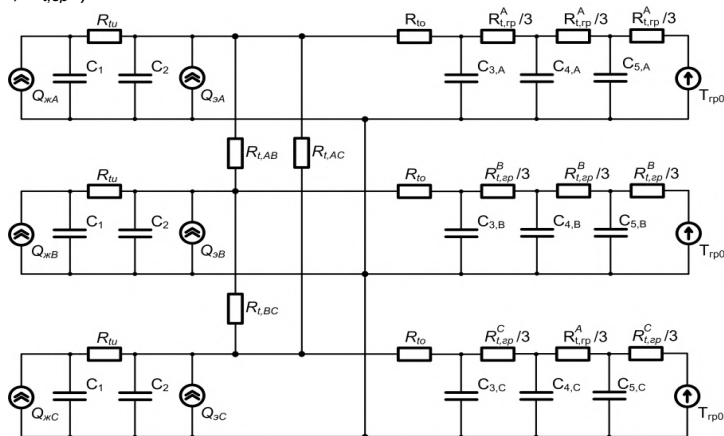 R_tu R_to R^A_t,гр/3 R^A_t,гр/3 R^A_t,гр/3
Q_жA C_1 C_2 Q_эA C_3,A C_4,A C_5,A T_гр0
R_t,AB R_t,AC
R_tu R_to R^B_t,гр/3 R^B_t,гр/3 R^B_t,гр/3
Q_жB C_1 C_2 Q_эB C_3,B C_4,B C_5,B T_гр0
R_t,BC
R_tu R_to R^C_t,гр/3 R^A_t,гр/3 R^C_t,гр/3
Q_жC C_1 C_2 Q_эC C_3,C C_4,C C_5,C T_гр0